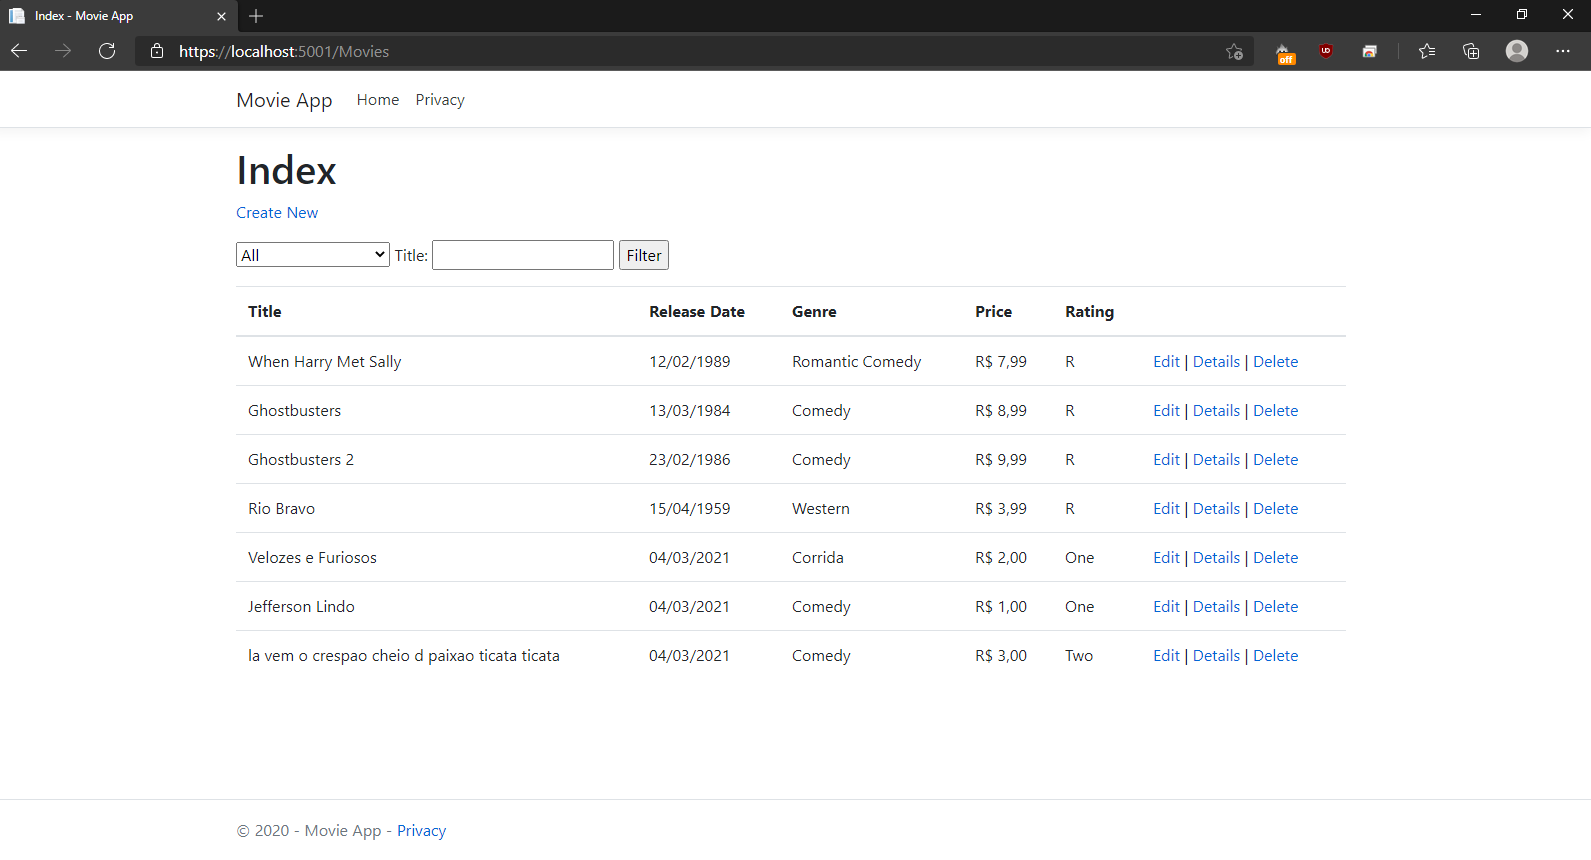 Index - Movie App
https://localhost:5001/Movies
off
UD
Movie App Home Privacy
Index
Create New
All Title: Filter
Title Release Date Genre Price Rating
When Harry Met Sally 12/02/1989 Romantic Comedy R$ 7,99 R Edit | Details | Delete
Ghostbusters 13/03/1984 Comedy R$ 8,99 R Edit | Details | Delete
Ghostbusters 2 23/02/1986 Comedy R$ 9,99 R Edit | Details | Delete
Rio Bravo 15/04/1959 Western R$ 3,99 R Edit | Details | Delete
Velozes e Furiosos 04/03/2021 Corrida R$ 2,00 One Edit | Details | Delete
Jefferson Lindo 04/03/2021 Comedy R$ 1,00 One Edit | Details | Delete
la vem o crespao cheio d paixao ticata ticata 04/03/2021 Comedy R$ 3,00 Two Edit | Details | Delete
© 2020 - Movie App - Privacy